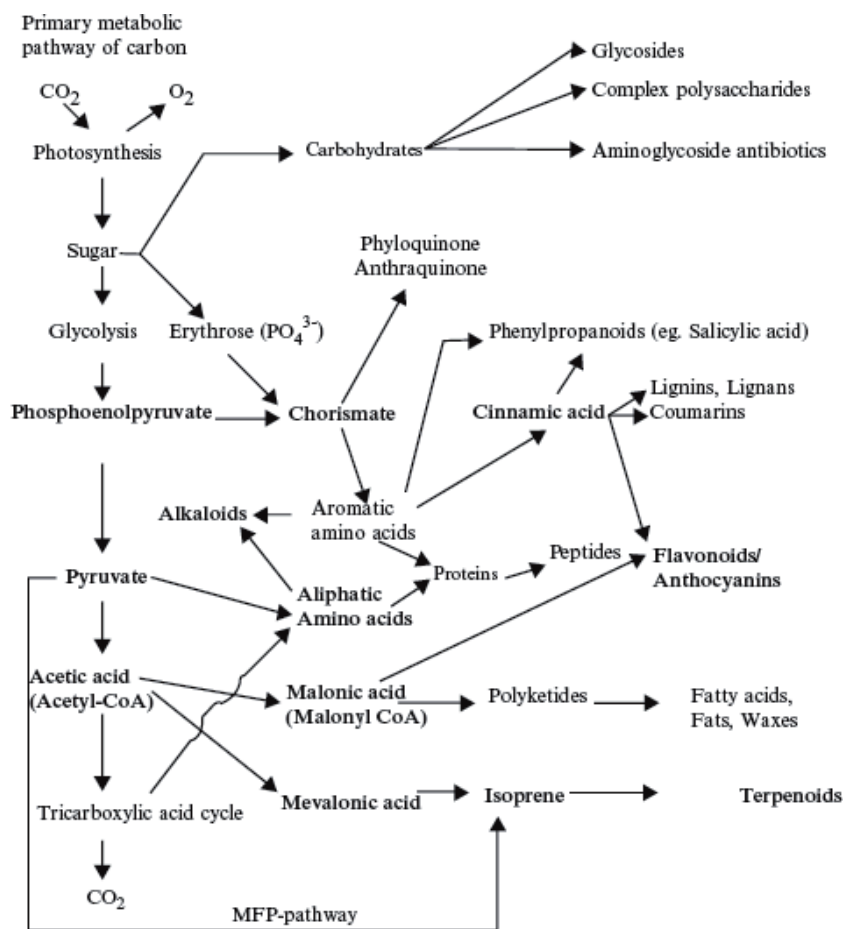 Primary metabolic
pathway of carbon
CO2
O2
Photosynthesis
Carbohydrates
Glycosides
Complex polysaccharides
Aminoglycoside antibiotics
Sugar
Phyloquinone
Anthraquinone
Glycolysis
Erythrose (PO4 3-)
Phenylpropanoids (eg. Salicylic acid)
Phosphoenolpyruvate
Chorismate
Cinnamic acid
Lignins, Lignans
Coumarins
Alkaloids
Aromatic
amino acids
Proteins
Peptides
Flavonoids/
Anthocyanins
Pyruvate
Aliphatic
Amino acids
Acetic acid
(Acetyl-CoA)
Malonic acid
(Malonyl CoA)
Polyketides
Fatty acids,
Fats, Waxes
Tricarboxylic acid cycle
Mevalonic acid
Isoprene
Terpenoids
CO2
MFP-pathway